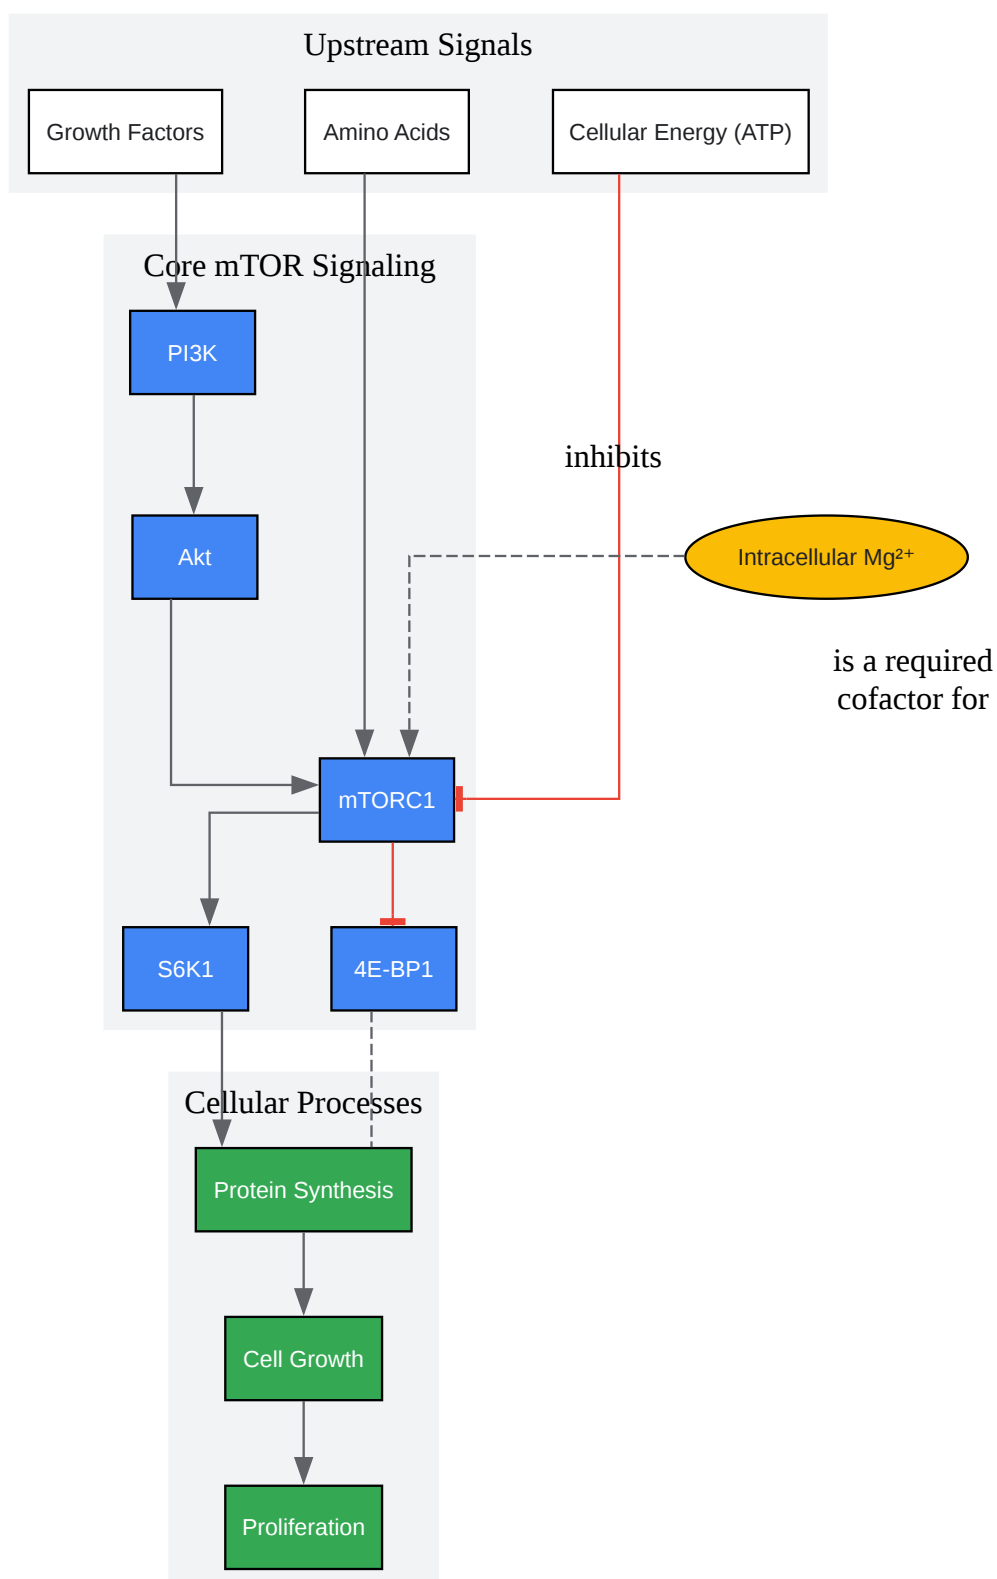 Upstream Signals
Growth Factors
Amino Acids
Cellular Energy (ATP)
Core mTOR Signaling
PI3K
inhibits
Akt
Intracellular Mg²⁺
is a required
cofactor for
mTORC1
S6K1
4E-BP1
Cellular Processes
Protein Synthesis
Cell Growth
Proliferation